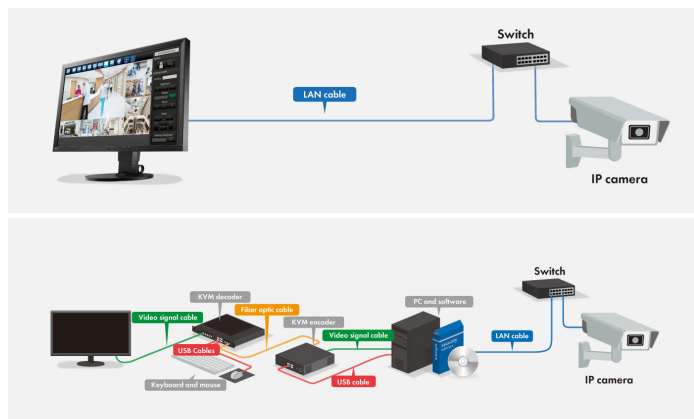 Switch
LAN cable
IP camera
Switch
KVM decoder
Fiber optic cable
PC and software
Video signal cable
KVM encoder
Video signal cable
LAN cable
USB Cables
security
Keyboard and mouse
USB cable
IP camera